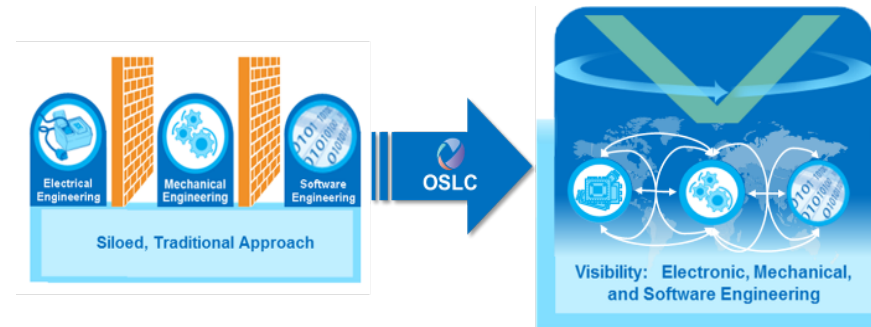 Electrical
Engineering
Mechanical
Engineering
Software
Engineering
Siloed, Traditional Approach
OSLC
Visibility: Electronic, Mechanical,
and Software Engineering